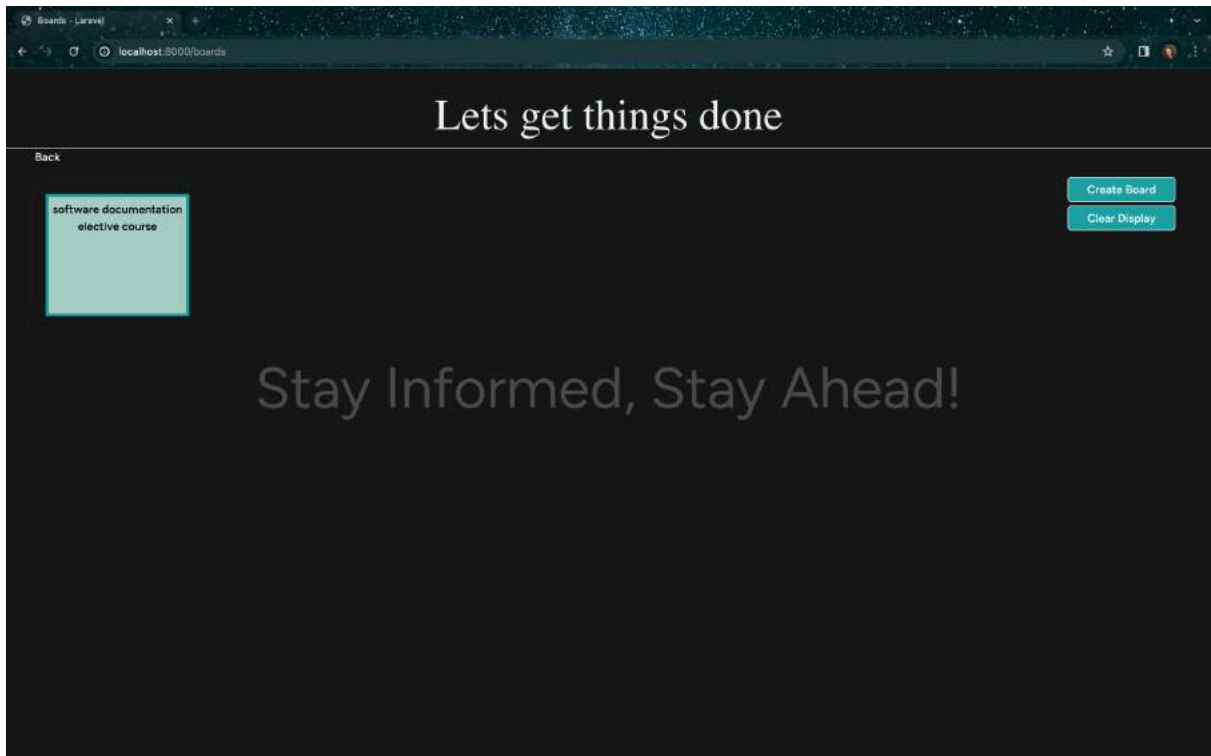 Boards - Laravel
localhost:8000/boards
Lets get things done
Back
software documentation
elective course
Create Board
Clear Display
Stay Informed, Stay Ahead!